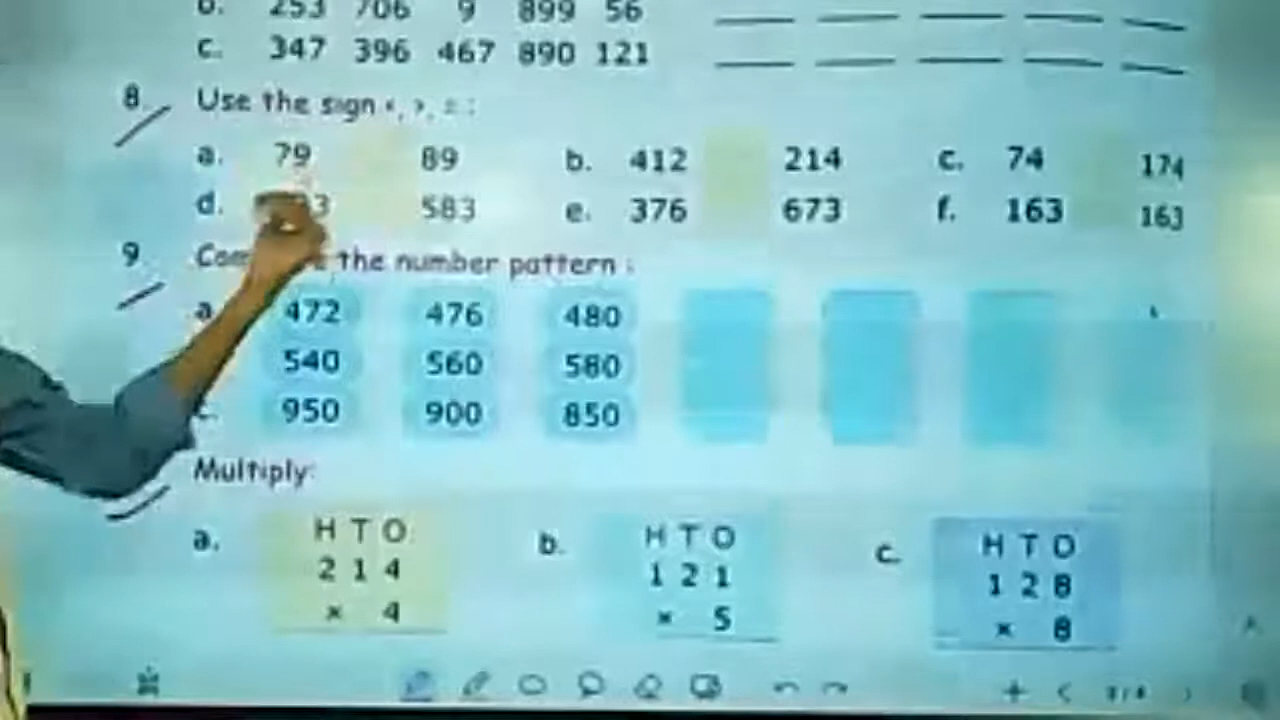 b. 253 706 9 899 56
c. 347 396 467 890 121
8. Use the sign <, >, = :
a. 79 89 b. 412 214 c. 74 174
d. 583 e. 376 673 f. 163 163
9 the number pattern :
a 472 476 480
540 560 580
c. 950 900 850
Multiply:
a. b. c.
H T O H T O H T O
2 1 4 1 2 1 1 2 8
× 4 × 5 × 8